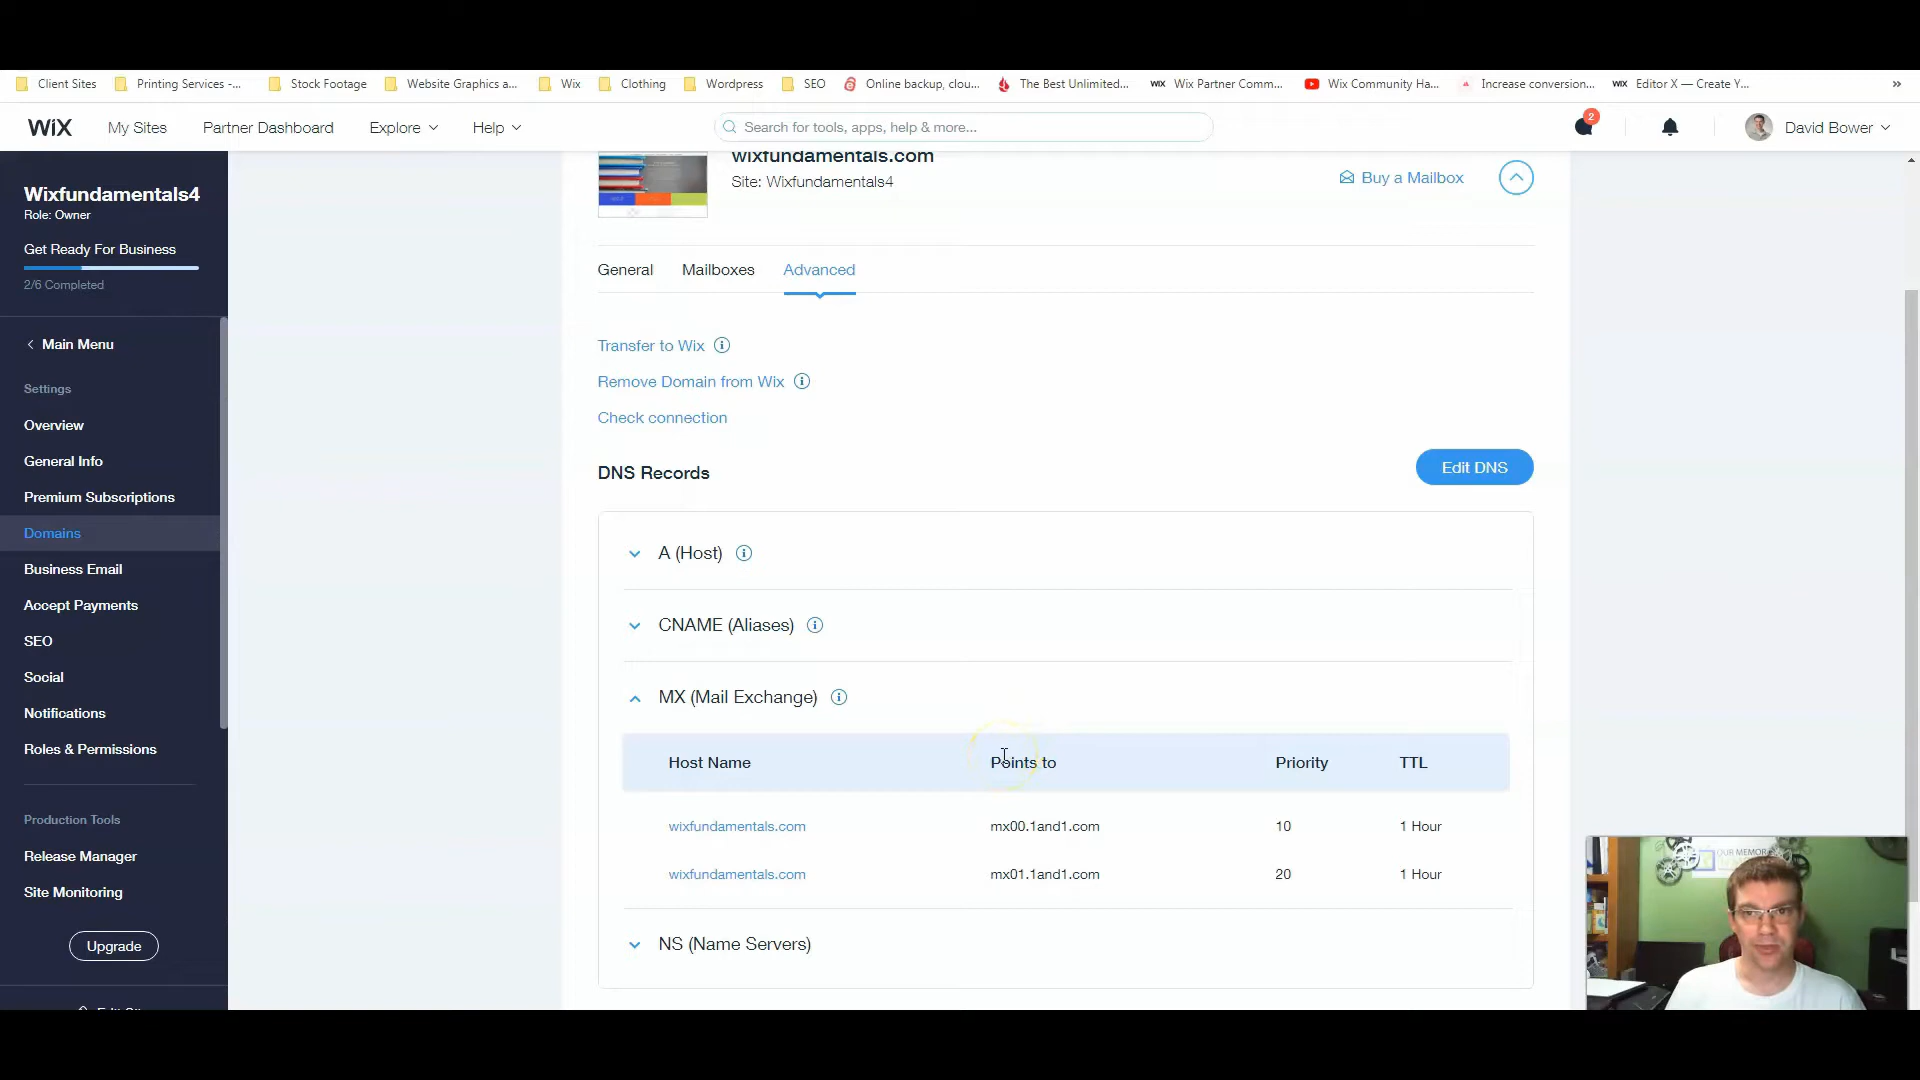 Client Sites
Printing Services -...
Stock Footage
Website Graphics a...
Wix
Clothing
Wordpress
SEO
Online backup, clou...
The Best Unlimited...
WIX Wix Partner Comm...
Wix Community Ha...
Increase conversion...
WIX Editor X — Create Y...
»
WIX
My Sites
Partner Dashboard
Explore
Help
Search for tools, apps, help & more...
2
David Bower
Wixfundamentals4
Role: Owner
Get Ready For Business
2/6 Completed
Main Menu
Settings
Overview
General Info
Premium Subscriptions
Domains
Business Email
Accept Payments
SEO
Social
Notifications
Roles & Permissions
Production Tools
Release Manager
Site Monitoring
Upgrade
wixfundamentals.com
Site: Wixfundamentals4
Buy a Mailbox
General
Mailboxes
Advanced
Transfer to Wix
Remove Domain from Wix
Check connection
DNS Records
Edit DNS
A (Host)
CNAME (Aliases)
MX (Mail Exchange)
Host Name Points to Priority TTL
wixfundamentals.com mx00.1and1.com 10 1 Hour
wixfundamentals.com mx01.1and1.com 20 1 Hour
NS (Name Servers)
OUR MEMOR